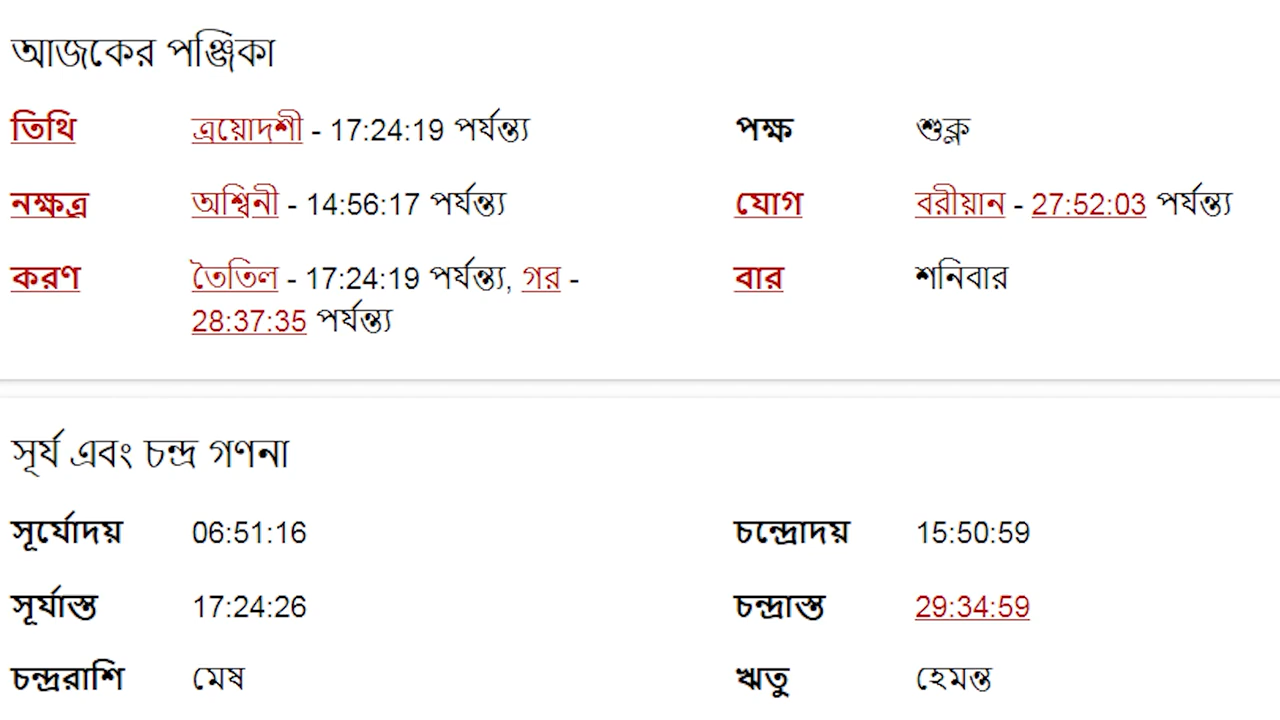 আজকের পঞ্জিকা
তিথি ত্রয়োদশী - 17:24:19 পর্যন্ত্য পক্ষ শুক্ল
নক্ষত্র অশ্বিনী - 14:56:17 পর্যন্ত্য যোগ বরীয়ান - 27:52:03 পর্যন্ত্য
করণ তৈতিল - 17:24:19 পর্যন্ত্য, গর - বার শনিবার
28:37:35 পর্যন্ত্য
সূর্য এবং চন্দ্র গণনা
সূর্যোদয় 06:51:16 চন্দ্রোদয় 15:50:59
সূর্যাস্ত 17:24:26 চন্দ্রাস্ত 29:34:59
চন্দ্ররাশি মেষ ঋতু হেমন্ত